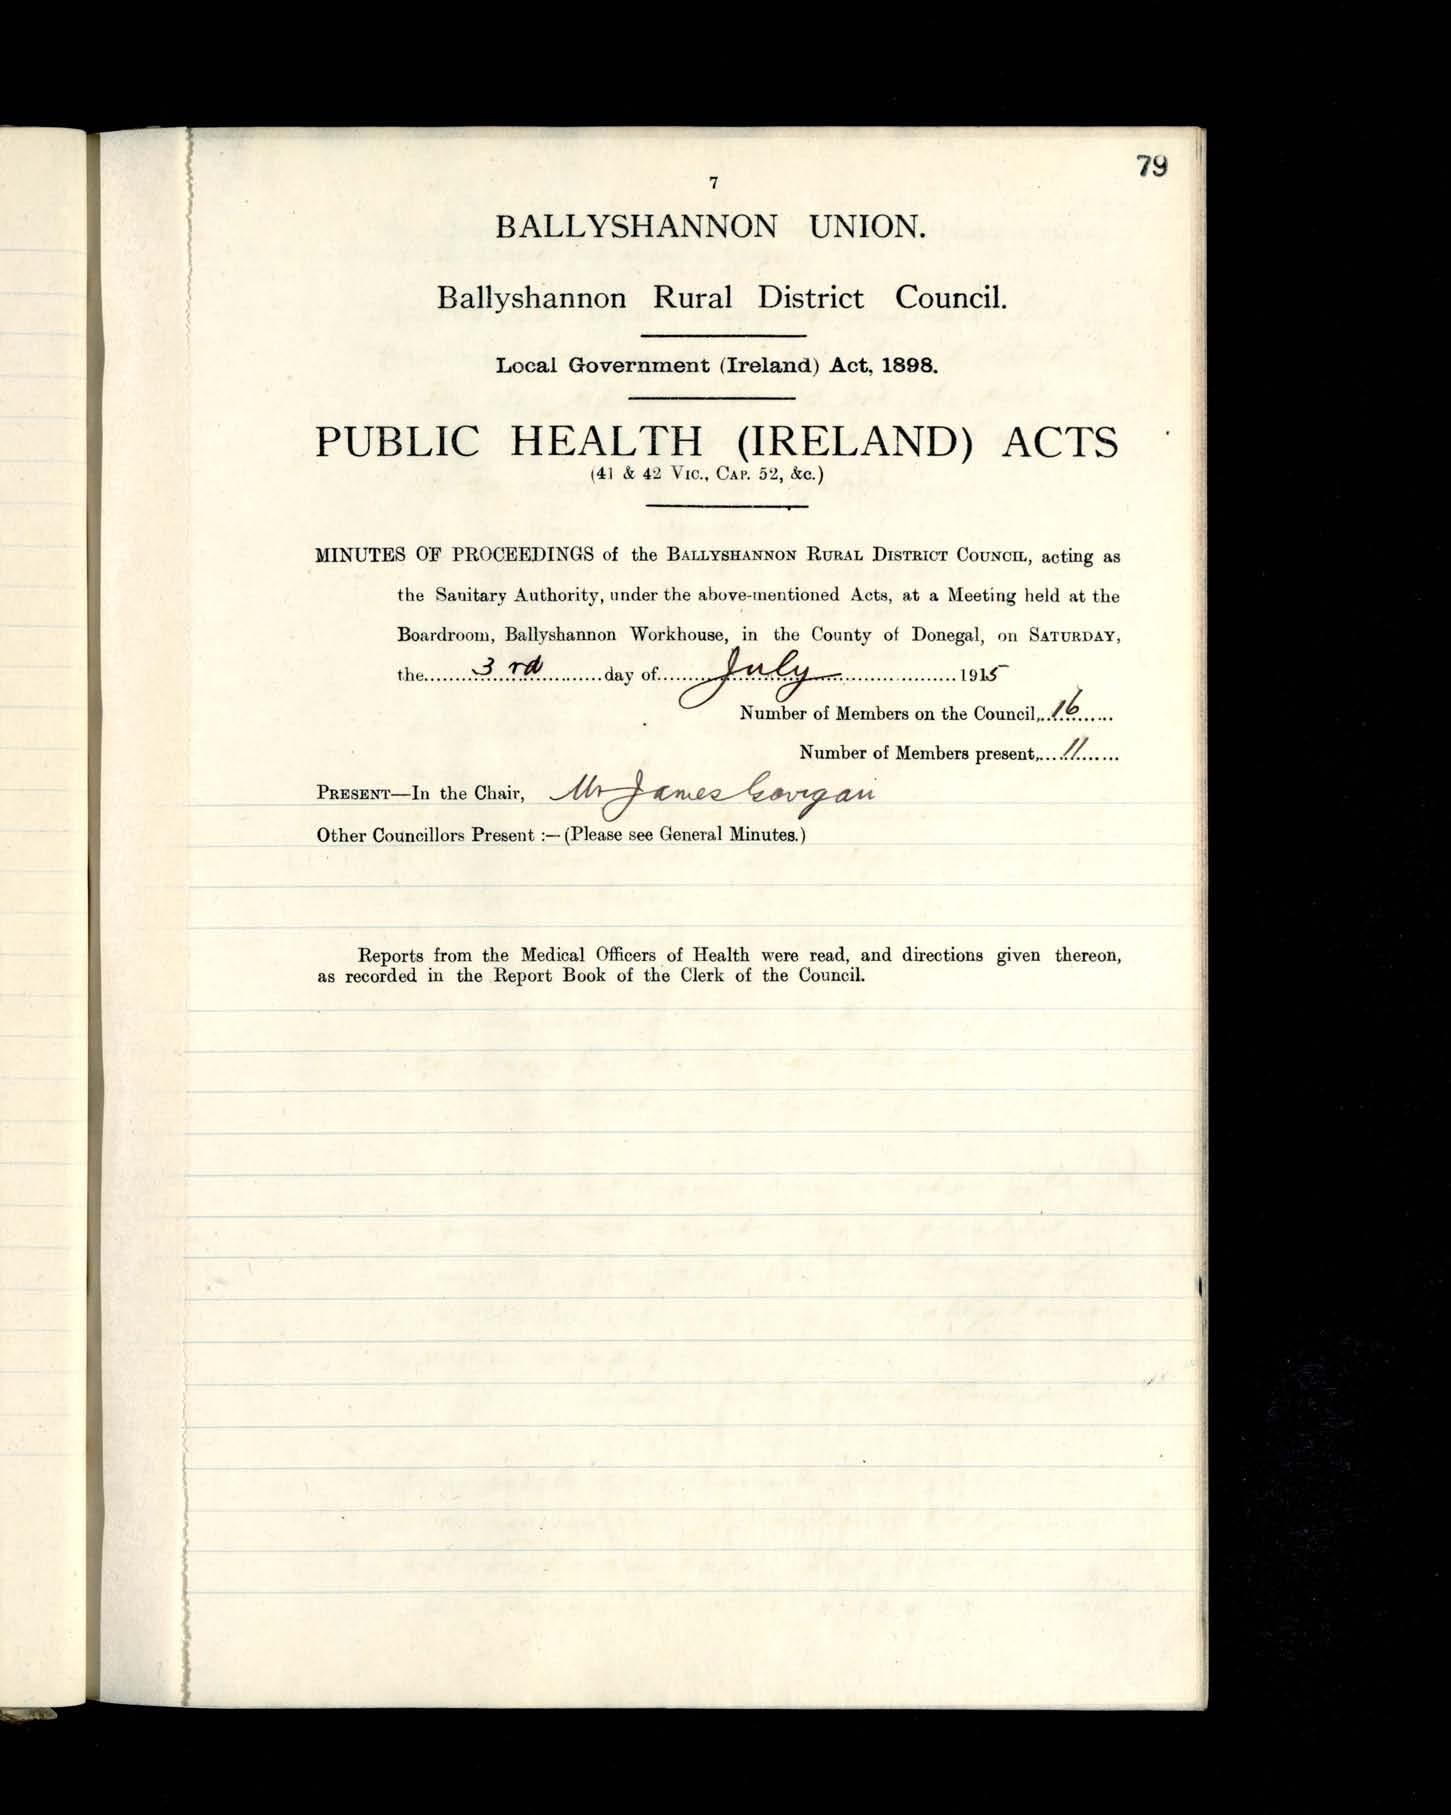 79
7
BALLYSHANNON UNION.
Ballyshannon Rural District Council.
Local Government (Ireland) Act, 1898.
PUBLIC HEALTH (IRELAND) ACTS
(41 & 42 Vic., Cap. 52, &c.)
MINUTES OF PROCEEDINGS of the Ballyshannon Rural District Council, acting as
the Sanitary Authority, under the above-mentioned Acts, at a Meeting held at the
Boardroom, Ballyshannon Workhouse, in the County of Donegal, on Saturday,
the 3rd day of July 1915
Number of Members on the Council, 16
Number of Members present, 11
Present—In the Chair, Mr James Gavigan
Other Councillors Present :— (Please see General Minutes.)
Reports from the Medical Officers of Health were read, and directions given thereon,
as recorded in the Report Book of the Clerk of the Council.